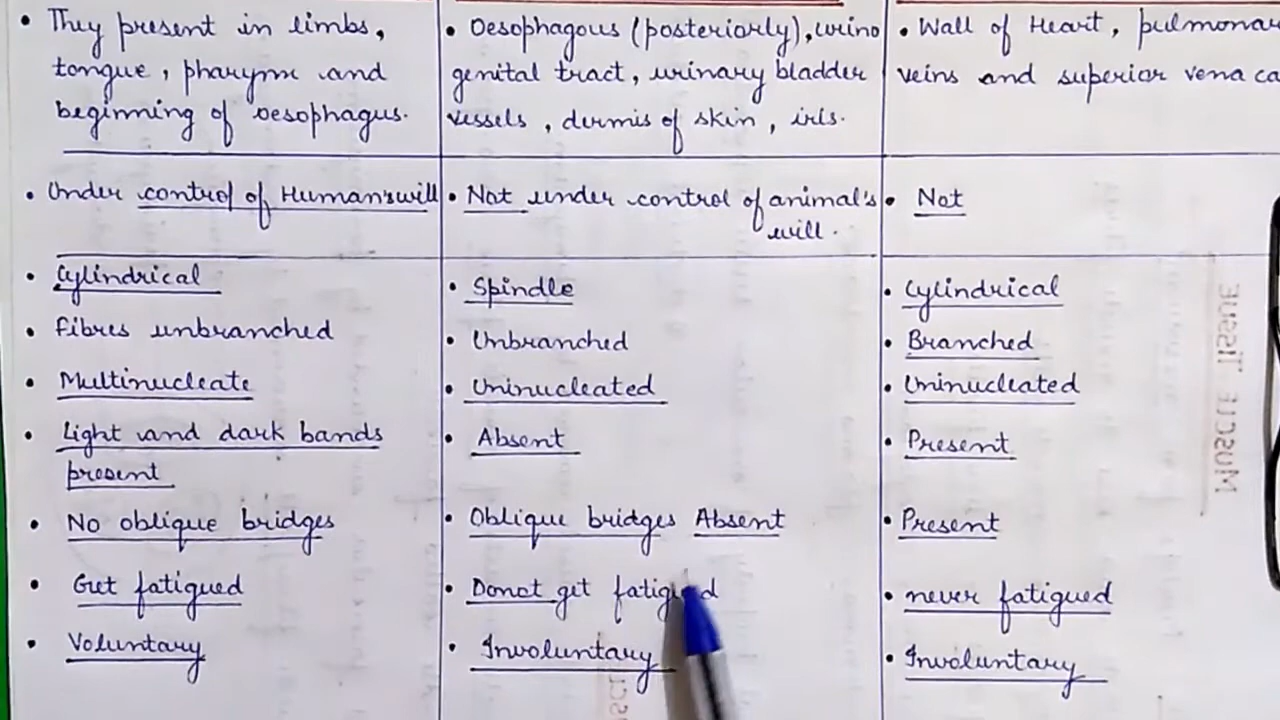 • They present in limbs,
tongue, pharynx and
beginning of oesophagus.
• Under control of Human's will
• Cylindrical
• fibres unbranched
• Multinucleate
• Light and dark bands
present
• No oblique bridges
• Get fatigued
• Voluntary
• Oesophagous (posteriorly), urino
genital tract, urinary bladder
vessels, dermis of skin, iris.
• Not under control of animal's
will.
• Spindle
• Unbranched
• Uninucleated
• Absent
• Oblique bridges Absent
• Donot get fatigued
• Involuntary
• Wall of Heart, pulmonar
veins and superior vena ca
• Not
• Cylindrical
• Branched
• Uninucleated
• Present
• Present
• never fatigued
• Involuntary
MUSCLE TISSUE